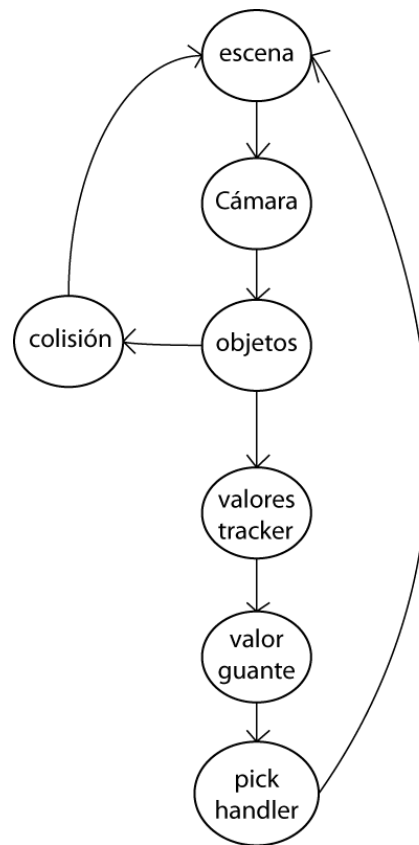 escena
Cámara
colisión
objetos
valores
tracker
valor
guante
pick
handler